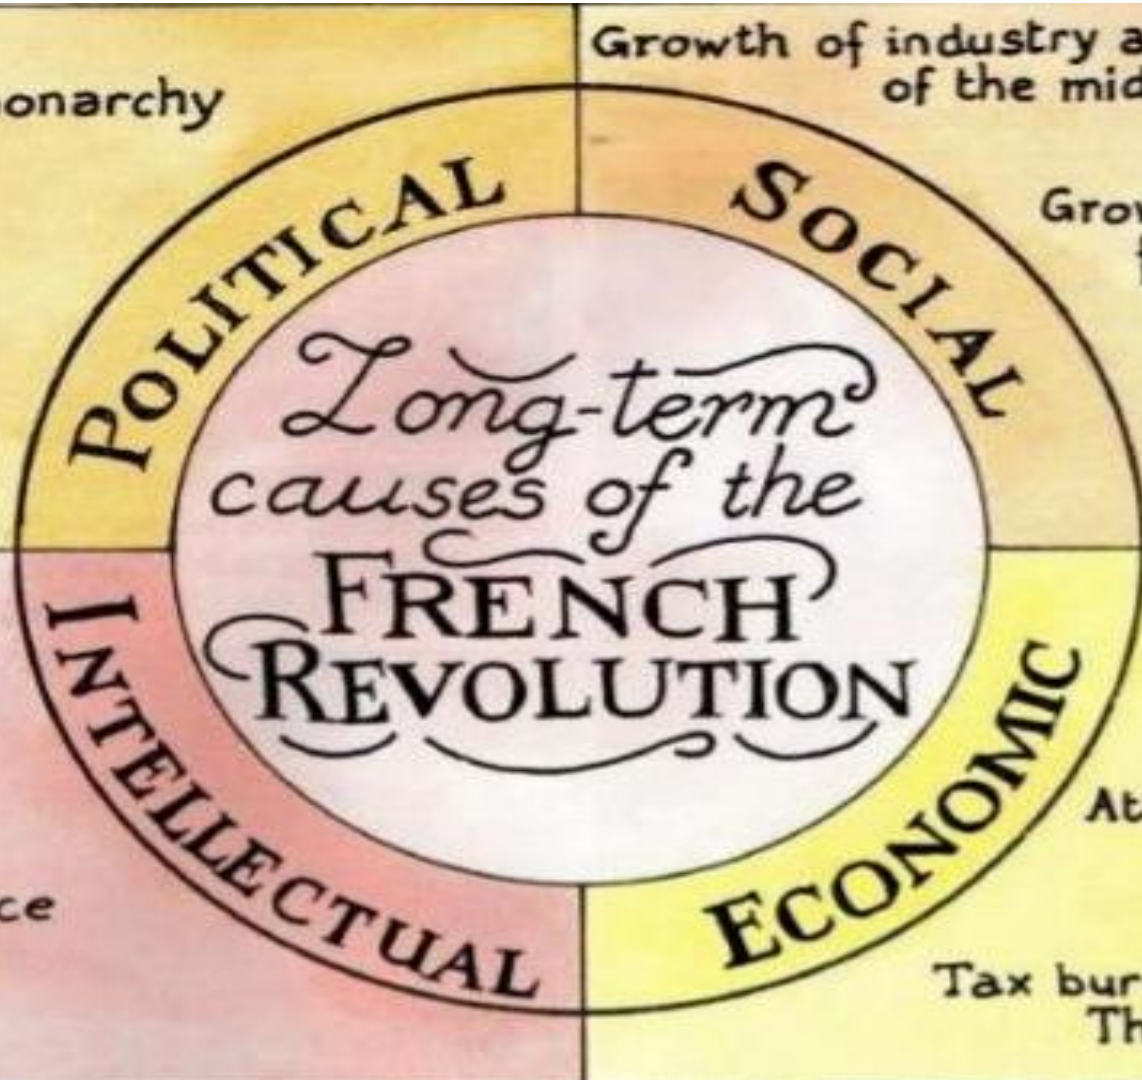 Growth of industry a
of the mid
onarchy
POLITICAL
SOCIAL
Grow
Long-term
causes of the
FRENCH
REVOLUTION
INTELLECTUAL
ECONOMIC
At
ce
Tax bur
Th